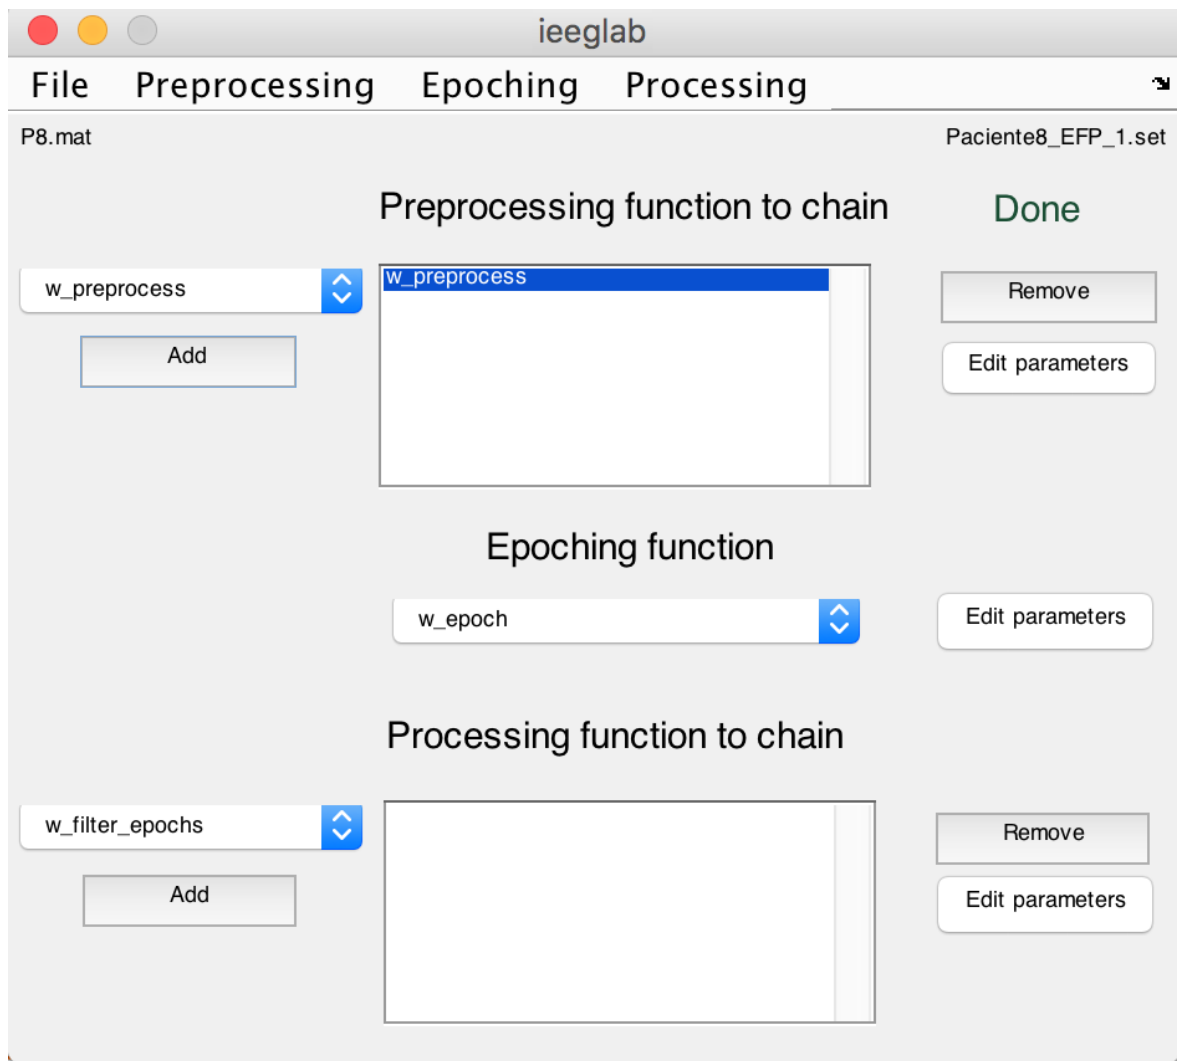 ieeglab
File Preprocessing Epoching Processing
P8.mat Paciente8_EFP_1.set
Preprocessing function to chain Done
w_preprocess w_preprocess Remove
Add Edit parameters
Epoching function
w_epoch Edit parameters
Processing function to chain
w_filter_epochs Remove
Add Edit parameters